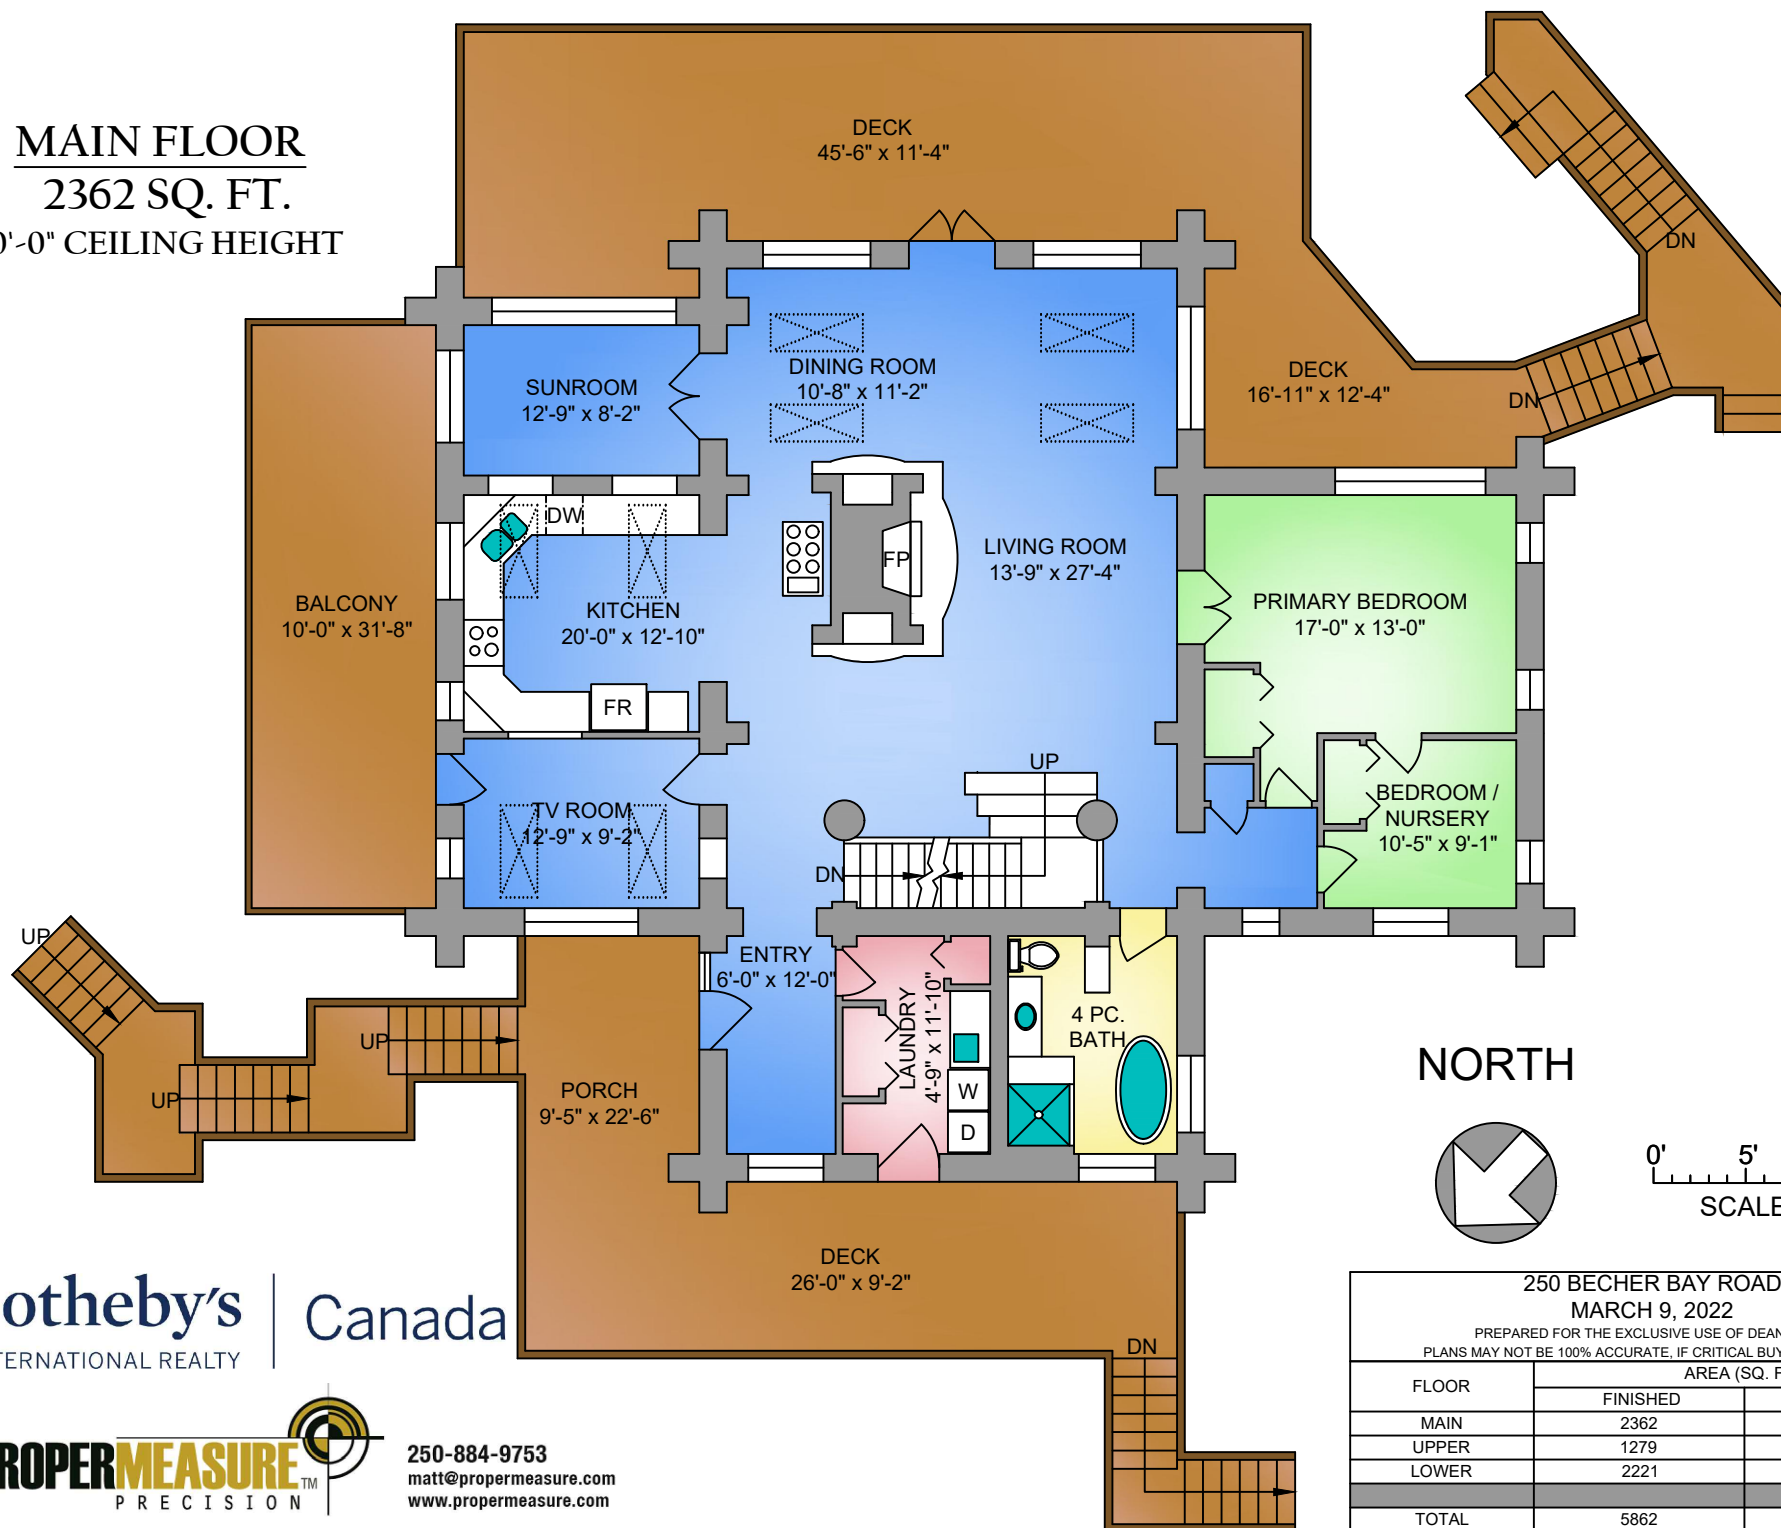 MAIN FLOOR
2362 SQ. FT.
0'-0" CEILING HEIGHT
DECK
45'-6" x 11'-4"
DN
DECK
16'-11" x 12'-4"
DN
SUNROOM
12'-9" x 8'-2"
DINING ROOM
10'-8" x 11'-2"
DW
KITCHEN
20'-0" x 12'-10"
FR
FP
LIVING ROOM
13'-9" x 27'-4"
BALCONY
10'-0" x 31'-8"
PRIMARY BEDROOM
17'-0" x 13'-0"
BEDROOM /
NURSERY
10'-5" x 9'-1"
TV ROOM
12'-9" x 9'-2"
UP
DN
ENTRY
6'-0" x 12'-0"
LAUNDRY
4'-9" x 11'-10"
W
D
4 PC.
BATH
UP
UP
UP
PORCH
9'-5" x 22'-6"
DECK
26'-0" x 9'-2"
DN
NORTH
0' 5'
SCALE
otheby's Canada
TERNATIONAL REALTY
ROPERMEASURE TM
PRECISION
250-884-9753
matt@propermeasure.com
www.propermeasure.com
250 BECHER BAY ROAD
MARCH 9, 2022
PREPARED FOR THE EXCLUSIVE USE OF DEAN
PLANS MAY NOT BE 100% ACCURATE, IF CRITICAL BUY
FLOOR AREA (SQ. F
FINISHED
MAIN 2362
UPPER 1279
LOWER 2221
TOTAL 5862